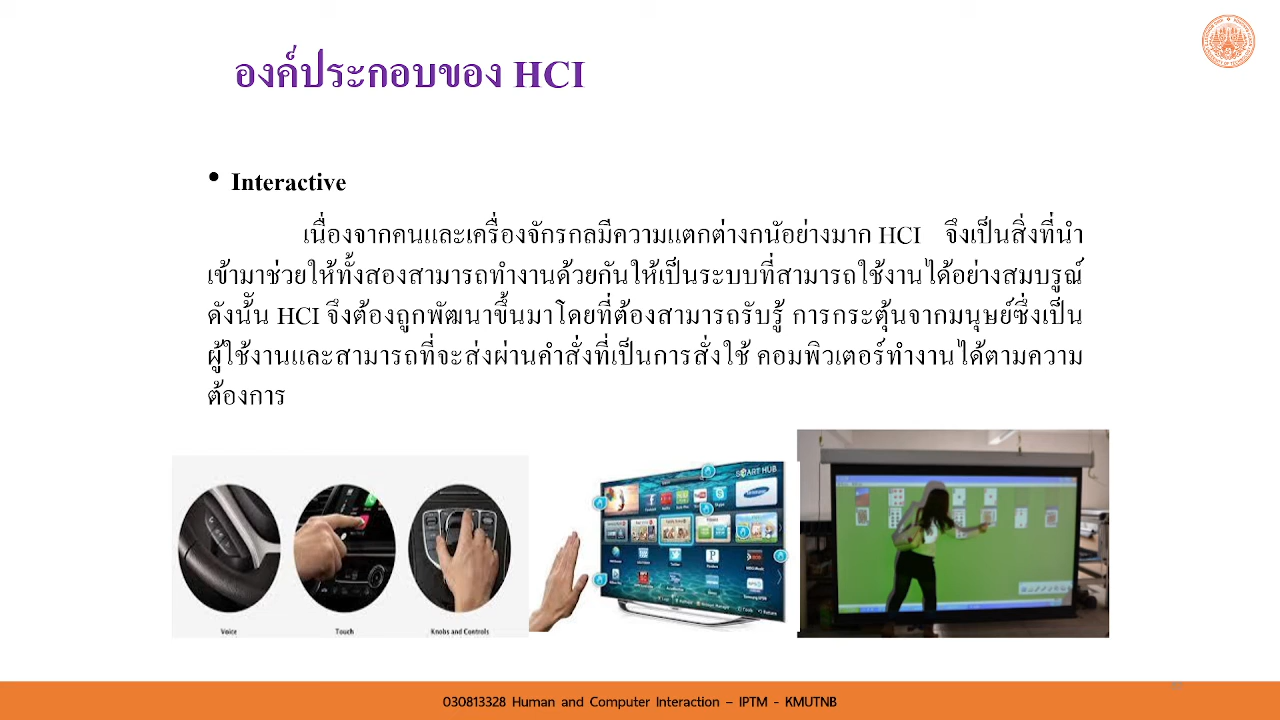 องค์ประกอบของ HCI
• Interactive
เนื่องจากคนและเครื่องจักรกลมีความแตกต่างกนัอย่างมาก HCI จึงเป็นสิ่งที่นำ
เข้ามาช่วยให้ทั้งสองสามารถทำงานด้วยกันให้เป็นระบบที่สามารถใช้งานได้อย่างสมบรูณ์
ดังน้ัน HCI จึงต้องถูกพัฒนาขึ้นมาโดยที่ต้องสามารถรับรู้ การกระตุ้นจากมนุษย์ซึ่งเป็น
ผู้ใช้งานและสามารถที่จะส่งผ่านคำสั่งที่เป็นการสั่งใช้ คอมพิวเตอร์ทำงานได้ตามความ
ต้องการ
SMART HUB
Voice
Touch
Knobs and Controls
030813328 Human and Computer Interaction – IPTM - KMUTNB